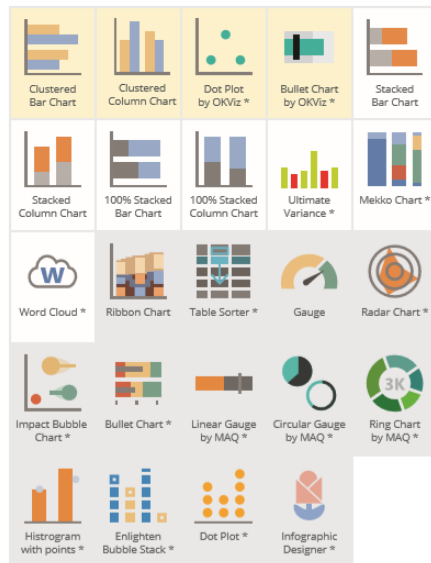 Clustered
Bar Chart
Clustered
Column Chart
Dot Plot
by OKViz *
Bullet Chart
by OKViz *
Stacked
Bar Chart
Stacked
Column Chart
100% Stacked
Bar Chart
100% Stacked
Column Chart
Ultimate
Variance *
Mekko Chart *
W
Word Cloud *
Ribbon Chart
Table Sorter *
Gauge
Radar Chart *
Impact Bubble
Chart *
Bullet Chart *
Linear Gauge
by MAQ *
Circular Gauge
by MAQ *
3K
Ring Chart
by MAQ *
Histrogram
with points *
Enlighten
Bubble Stack *
Dot Plot *
Infographic
Designer *